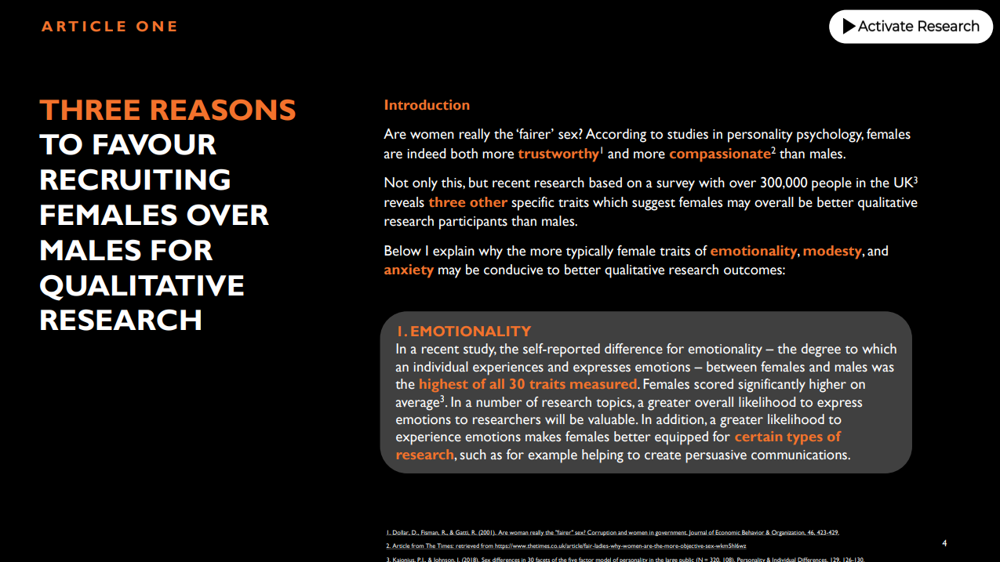 ARTICLE ONE
Activate Research
THREE REASONS
TO FAVOUR
RECRUITING
FEMALES OVER
MALES FOR
QUALITATIVE
RESEARCH
Introduction
Are women really the ‘fairer’ sex? According to studies in personality psychology, females
are indeed both more trustworthy1 and more compassionate2 than males.
Not only this, but recent research based on a survey with over 300,000 people in the UK3
reveals three other specific traits which suggest females may overall be better qualitative
research participants than males.
Below I explain why the more typically female traits of emotionality, modesty, and
anxiety may be conducive to better qualitative research outcomes:
1. EMOTIONALITY
In a recent study, the self-reported difference for emotionality – the degree to which
an individual experiences and expresses emotions – between females and males was
the highest of all 30 traits measured. Females scored significantly higher on
average3. In a number of research topics, a greater overall likelihood to express
emotions to researchers will be valuable. In addition, a greater likelihood to
experience emotions makes females better equipped for certain types of
research, such as for example helping to create persuasive communications.
1. Dollar, D., Fisman, R., & Gatti, R. (2001). Are woman really the "fairer" sex? Corruption and women in government. Journal of Economic Behavior & Organization, 46, 423-429.
2. Article from The Times: retrieved from https://www.thetimes.co.uk/article/fair-ladies-why-women-are-the-more-objective-sex-wkm5hl6wz
3. Kajonius, P.J., & Johnson, J. (2018). Sex differences in 30 facets of the five factor model of personality in the large public (N = 320, 108). Personality & Individual Differences, 129, 126-130.
4